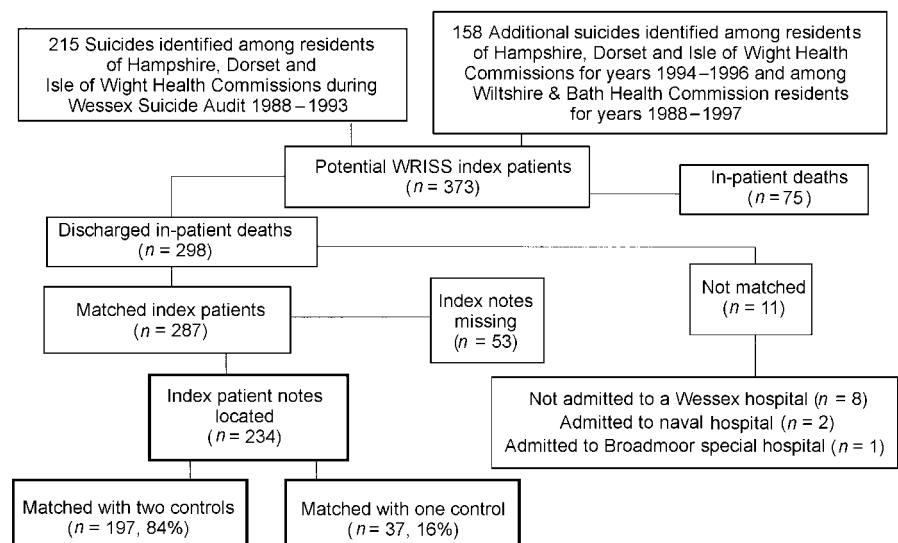 215 Suicides identified among residents
of Hampshire, Dorset and
Isle of Wight Health Commissions during
Wessex Suicide Audit 1988–1993
158 Additional suicides identified among residents
of Hampshire, Dorset and Isle of Wight Health
Commissions for years 1994–1996 and among
Wiltshire & Bath Health Commission residents
for years 1988–1997
Potential WRISS index patients
(n = 373)
In-patient deaths
(n = 75)
Discharged in-patient deaths
(n = 298)
Matched index patients
(n = 287)
Index notes
missing
(n = 53)
Not matched
(n = 11)
Index patient notes
located
(n = 234)
Not admitted to a Wessex hospital (n = 8)
Admitted to naval hospital (n = 2)
Admitted to Broadmoor special hospital (n = 1)
Matched with two controls
(n = 197, 84%)
Matched with one control
(n = 37, 16%)